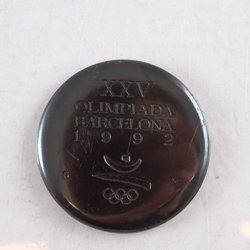 XXV
OLIMPIADA
BARCELONA
1992